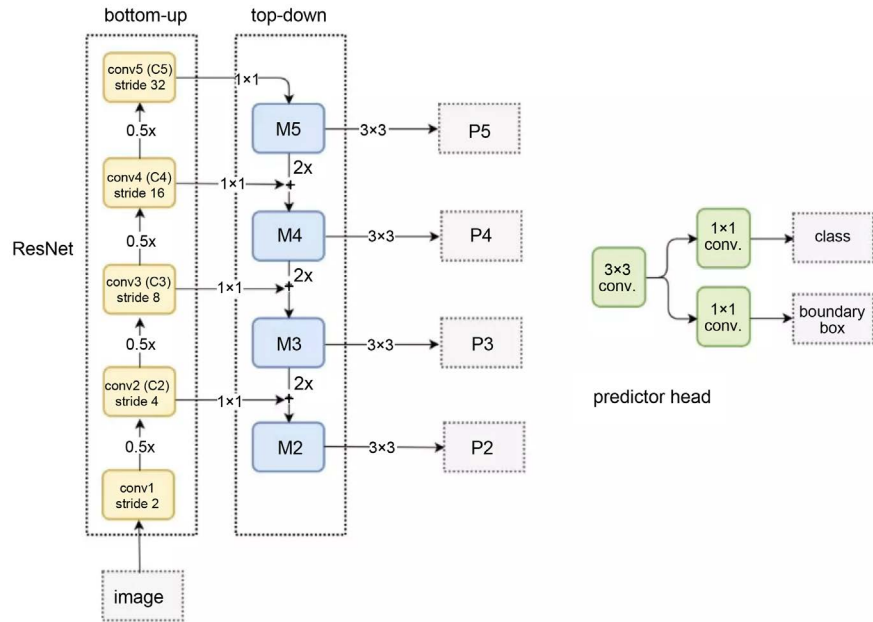 bottom-up
top-down
conv5 (C5)
stride 32
1×1
M5
3×3
P5
0.5x
2x
conv4 (C4)
stride 16
1×1
+
M4
3×3
P4
ResNet
0.5x
2x
conv3 (C3)
stride 8
1×1
+
M3
3×3
P3
0.5x
2x
conv2 (C2)
stride 4
1×1
+
M2
3×3
P2
0.5x
conv1
stride 2
image
3×3
conv.
1×1
conv.
class
1×1
conv.
boundary
box
predictor head